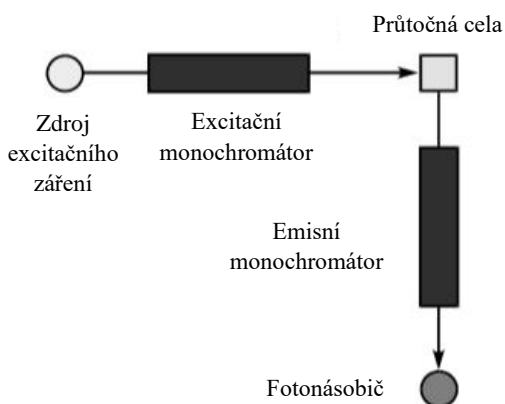 Průtočná cela
Zdroj
excitačního
záření
Excitační
monochromátor
Emisní
monochromátor
Fotonásobič